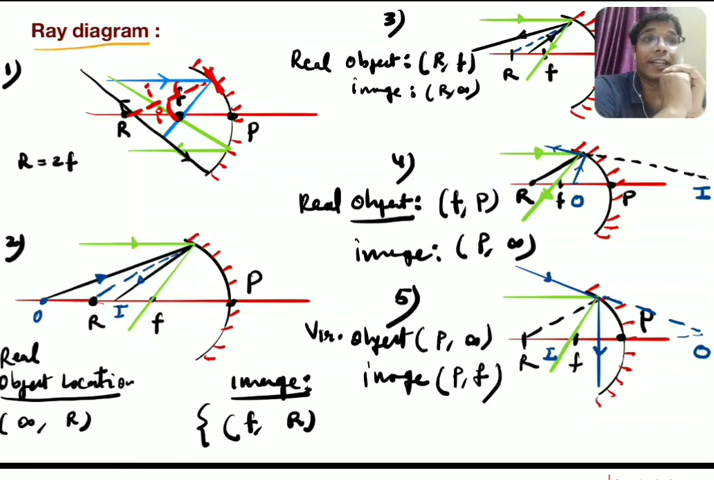 Ray diagram :
1)
i
f
i
R
P
R = 2f
2)
P
O
R
I
f
Real
Object Location
(∞, R)
image:
{ (f, R)
3)
R
f
Real Object: (R, f)
image: (R, ∞)
4)
R
f
O
P
I
Real Object: (f, P)
image: (P, ∞)
5)
Vir. Object (P, ∞)
image (P, f)
P
R
I
f
O